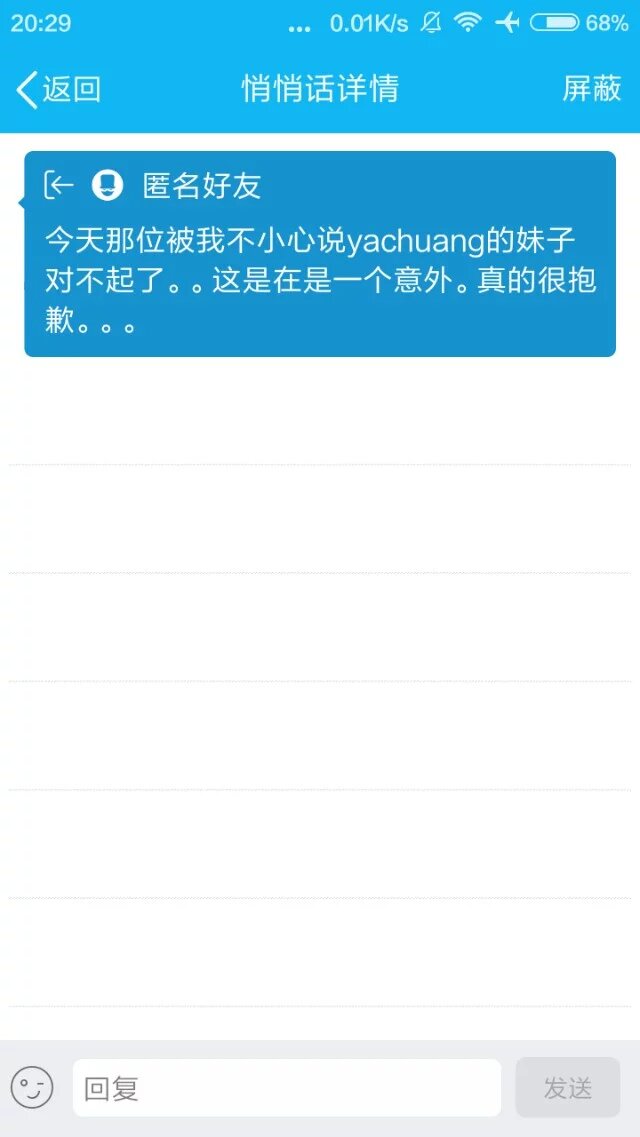 20:29 ... 0.01K/s 68%
返回 悄悄话详情 屏蔽
匿名好友
今天那位被我不小心说yachuang的妹子
对不起了。。这是在是一个意外。真的很抱
歉。。。
回复 发送